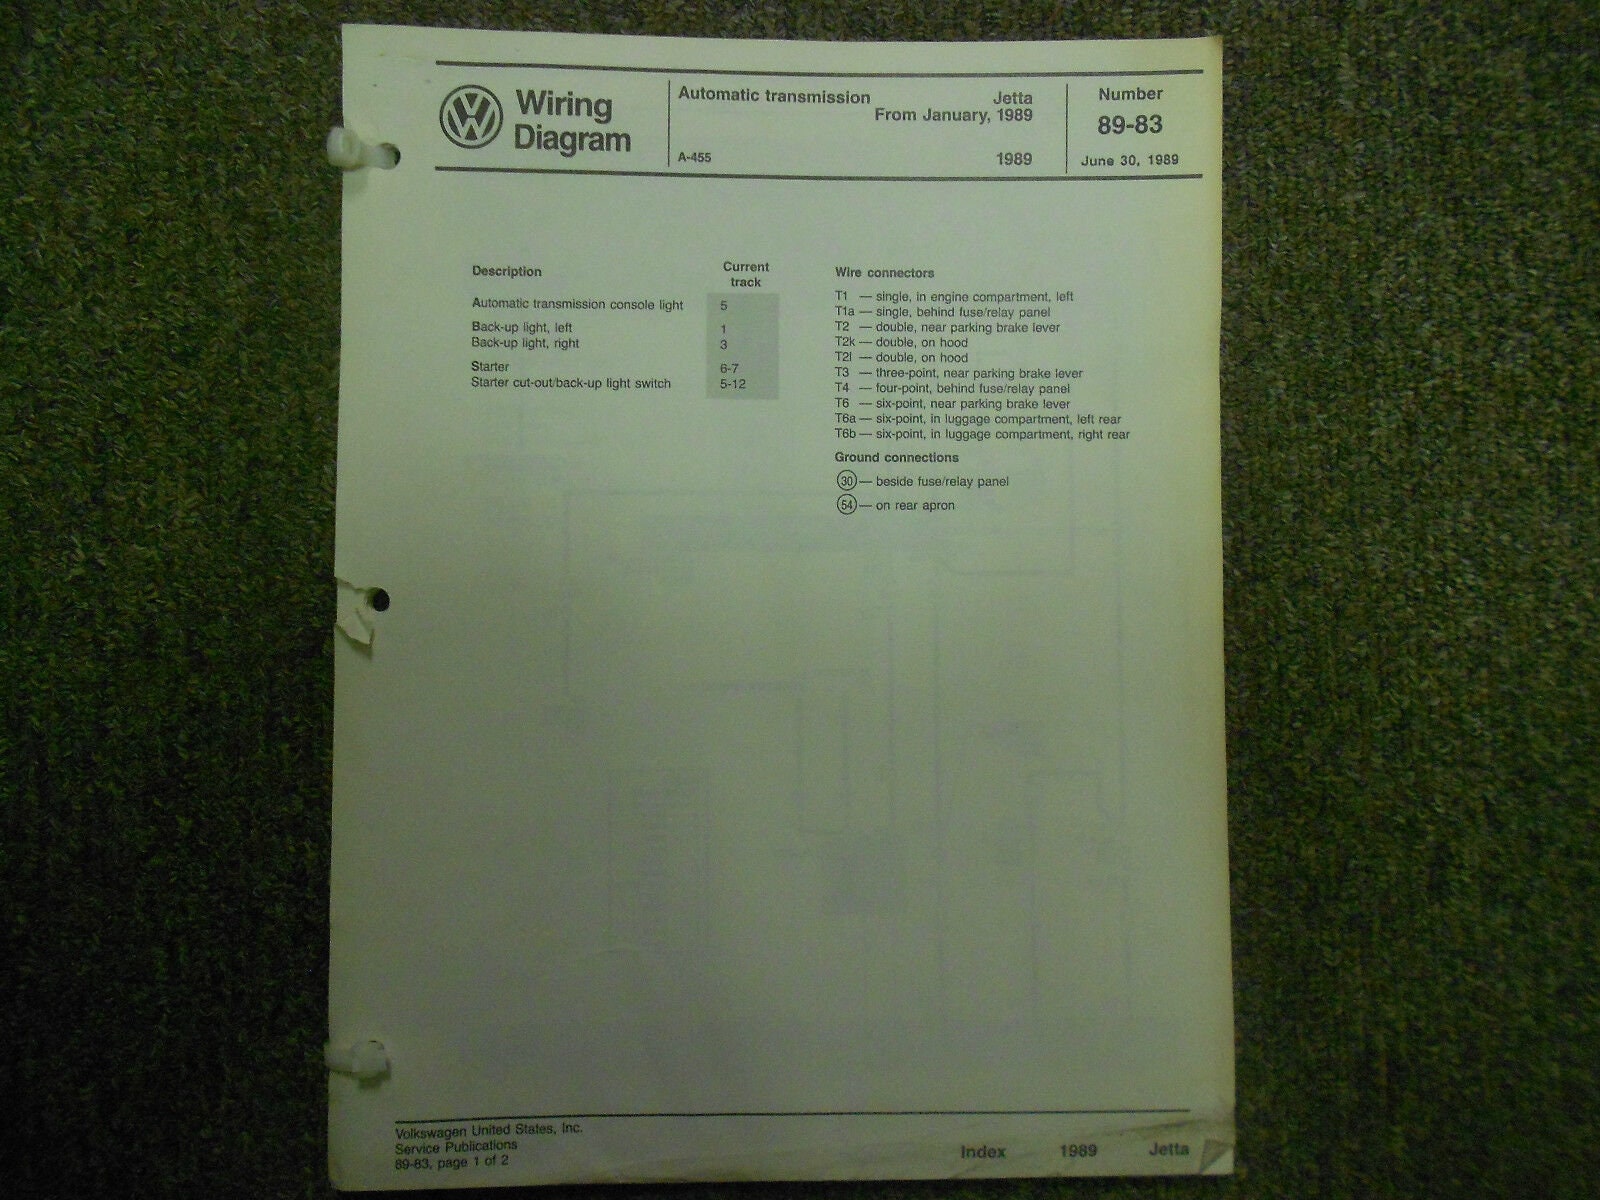 Wiring
Diagram
Automatic transmission
Jetta
From January, 1989
A-455
1989
Number
89-83
June 30, 1989
Description
Current
track
Automatic transmission console light 5
Back-up light, left 1
Back-up light, right 3
Starter 6-7
Starter cut-out/back-up light switch 5-12
Wire connectors
T1 — single, in engine compartment, left
T1a — single, behind fuse/relay panel
T2 — double, near parking brake lever
T2k — double, on hood
T2l — double, on hood
T3 — three-point, near parking brake lever
T4 — four-point, behind fuse/relay panel
T6 — six-point, near parking brake lever
T6a — six-point, in luggage compartment, left rear
T6b — six-point, in luggage compartment, right rear
Ground connections
30 — beside fuse/relay panel
54 — on rear apron
Volkswagen United States, Inc.
Service Publications
89-83, page 1 of 2
Index 1989 Jetta